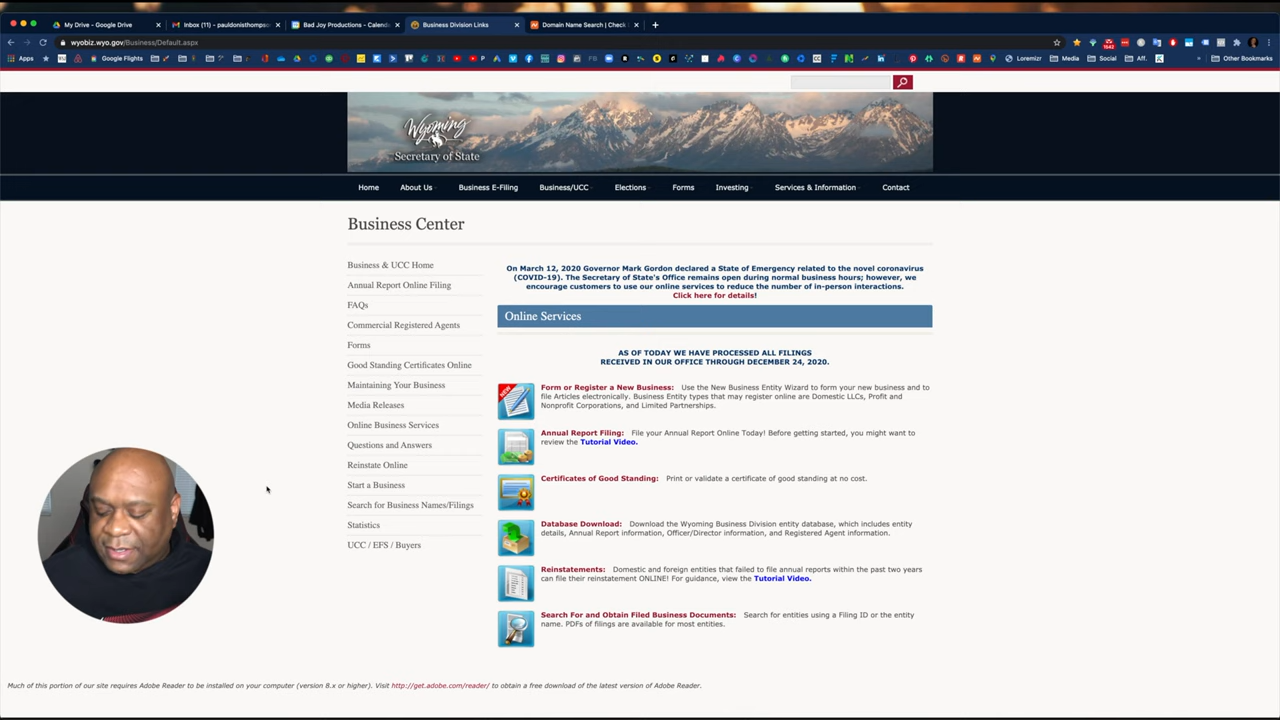 My Drive - Google Drive
Inbox (11) - pauldonisthomps
Bad Joy Productions - Calend
Business Division Links
Domain Name Search | Check
wyobiz.wyo.gov/Business/Default.aspx
Apps
Google Flights
Loremizr
Media
Social
Aff.
Other Bookmarks
Wyoming
Secretary of State
Home
About Us
Business E-Filing
Business/UCC
Elections
Forms
Investing
Services & Information
Contact
Business Center
Business & UCC Home
Annual Report Online Filing
FAQs
Commercial Registered Agents
Forms
Good Standing Certificates Online
Maintaining Your Business
Media Releases
Online Business Services
Questions and Answers
Reinstate Online
Start a Business
Search for Business Names/Filings
Statistics
UCC / EFS / Buyers
On March 12, 2020 Governor Mark Gordon declared a State of Emergency related to the novel coronavirus
(COVID-19). The Secretary of State's Office remains open during normal business hours; however, we
encourage customers to use our online services to reduce the number of in-person interactions.
Click here for details!
Online Services
AS OF TODAY WE HAVE PROCESSED ALL FILINGS
RECEIVED IN OUR OFFICE THROUGH DECEMBER 24, 2020.
NEW
Form or Register a New Business: Use the New Business Entity Wizard to form your new business and to
file Articles electronically. Business Entity types that may register online are Domestic LLCs, Profit and
Nonprofit Corporations, and Limited Partnerships.
Annual Report Filing: File your Annual Report Online Today! Before getting started, you might want to
review the Tutorial Video.
Certificates of Good Standing: Print or validate a certificate of good standing at no cost.
Database Download: Download the Wyoming Business Division entity database, which includes entity
details, Annual Report information, Officer/Director information, and Registered Agent information.
Reinstatements: Domestic and foreign entities that failed to file annual reports within the past two years
can file their reinstatement ONLINE! For guidance, view the Tutorial Video.
Search For and Obtain Filed Business Documents: Search for entities using a Filing ID or the entity
name. PDFs of filings are available for most entities.
Much of this portion of our site requires Adobe Reader to be installed on your computer (version 8.x or higher). Visit http://get.adobe.com/reader/ to obtain a free download of the latest version of Adobe Reader.